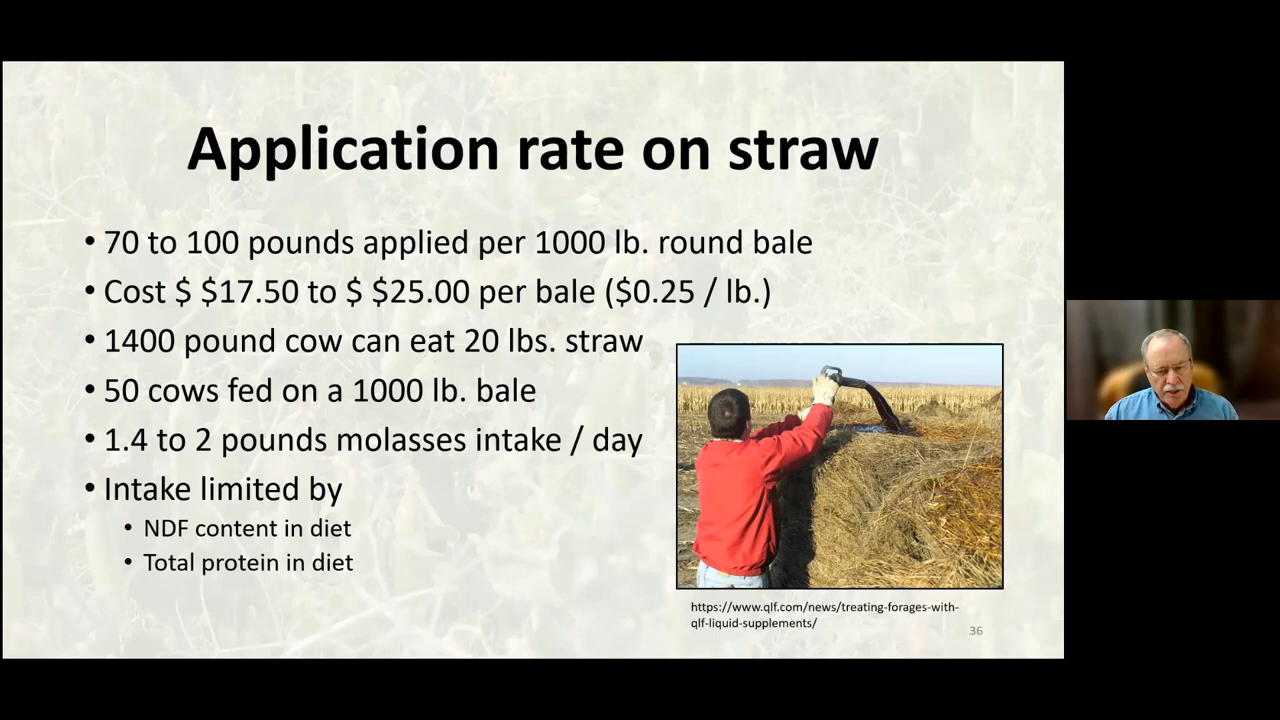 Application rate on straw
• 70 to 100 pounds applied per 1000 lb. round bale
• Cost $ $17.50 to $ $25.00 per bale ($0.25 / lb.)
• 1400 pound cow can eat 20 lbs. straw
• 50 cows fed on a 1000 lb. bale
• 1.4 to 2 pounds molasses intake / day
• Intake limited by
• NDF content in diet
• Total protein in diet
https://www.qlf.com/news/treating-forages-with-
qlf-liquid-supplements/
36